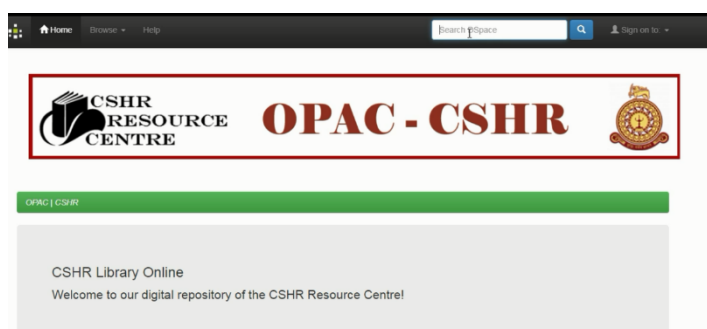 Home Browse Help Search DSpace Sign on to:
CSHR
RESOURCE
CENTRE
OPAC - CSHR
OPAC | CSHR
CSHR Library Online
Welcome to our digital repository of the CSHR Resource Centre!